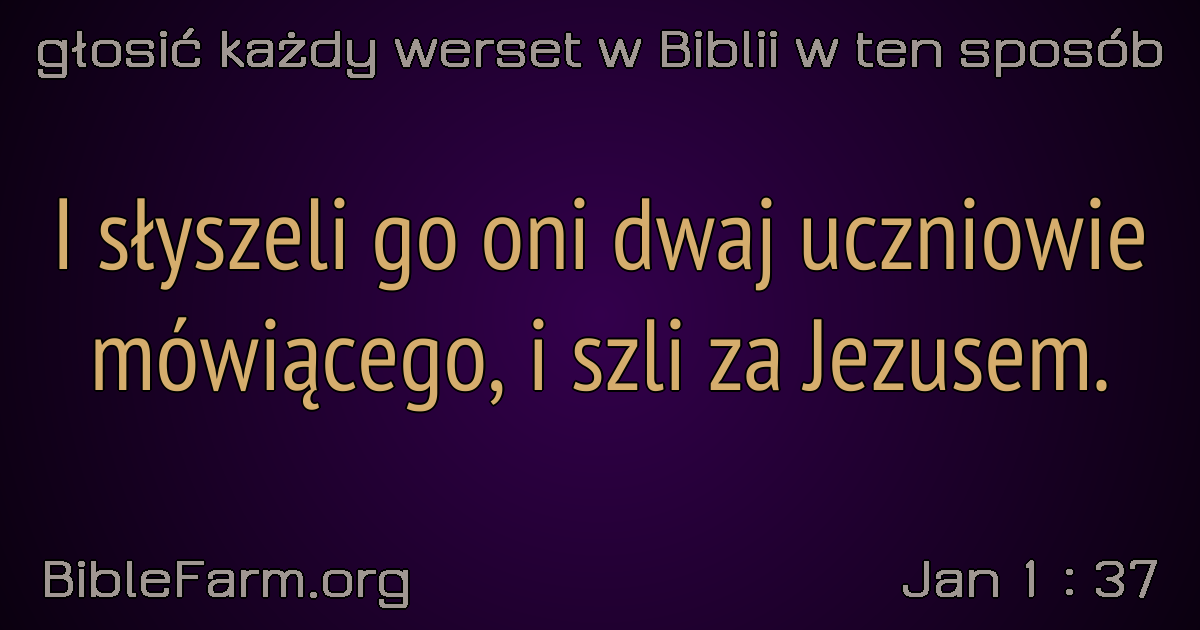 głosić każdy werset w Biblii w ten sposób
I słyszeli go oni dwaj uczniowie
mówiącego, i szli za Jezusem.
BibleFarm.org
Jan 1 : 37